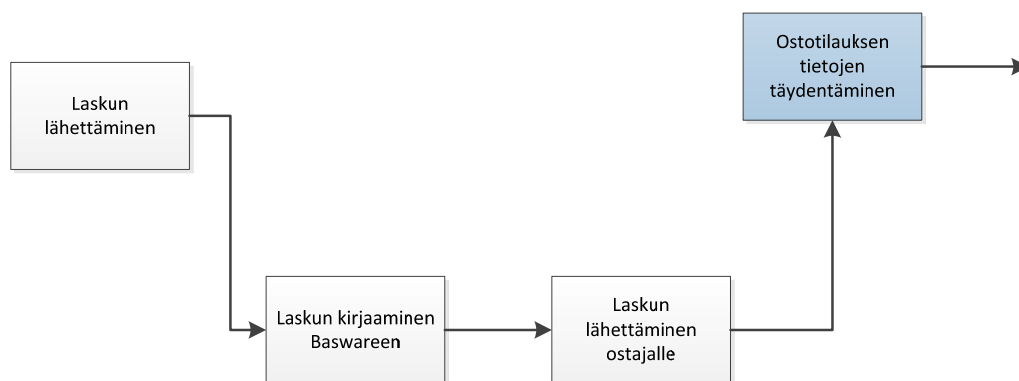 Laskun
lähettäminen
Laskun kirjaaminen
Baswareen
Laskun
lähettäminen
ostajalle
Ostotilauksen
tietojen
täydentäminen